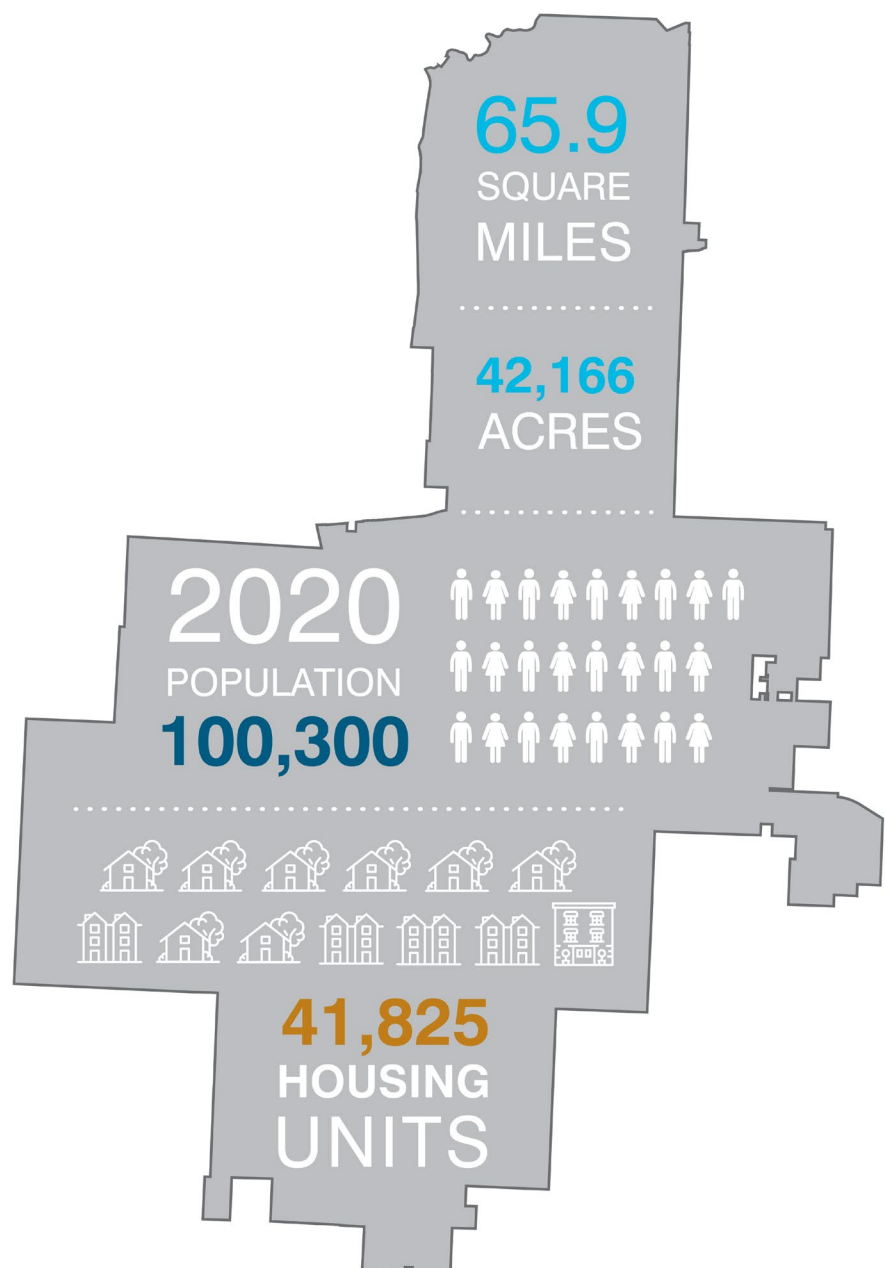 65.9
SQUARE
MILES
42,166
ACRES
2020
POPULATION
100,300
41,825
HOUSING
UNITS